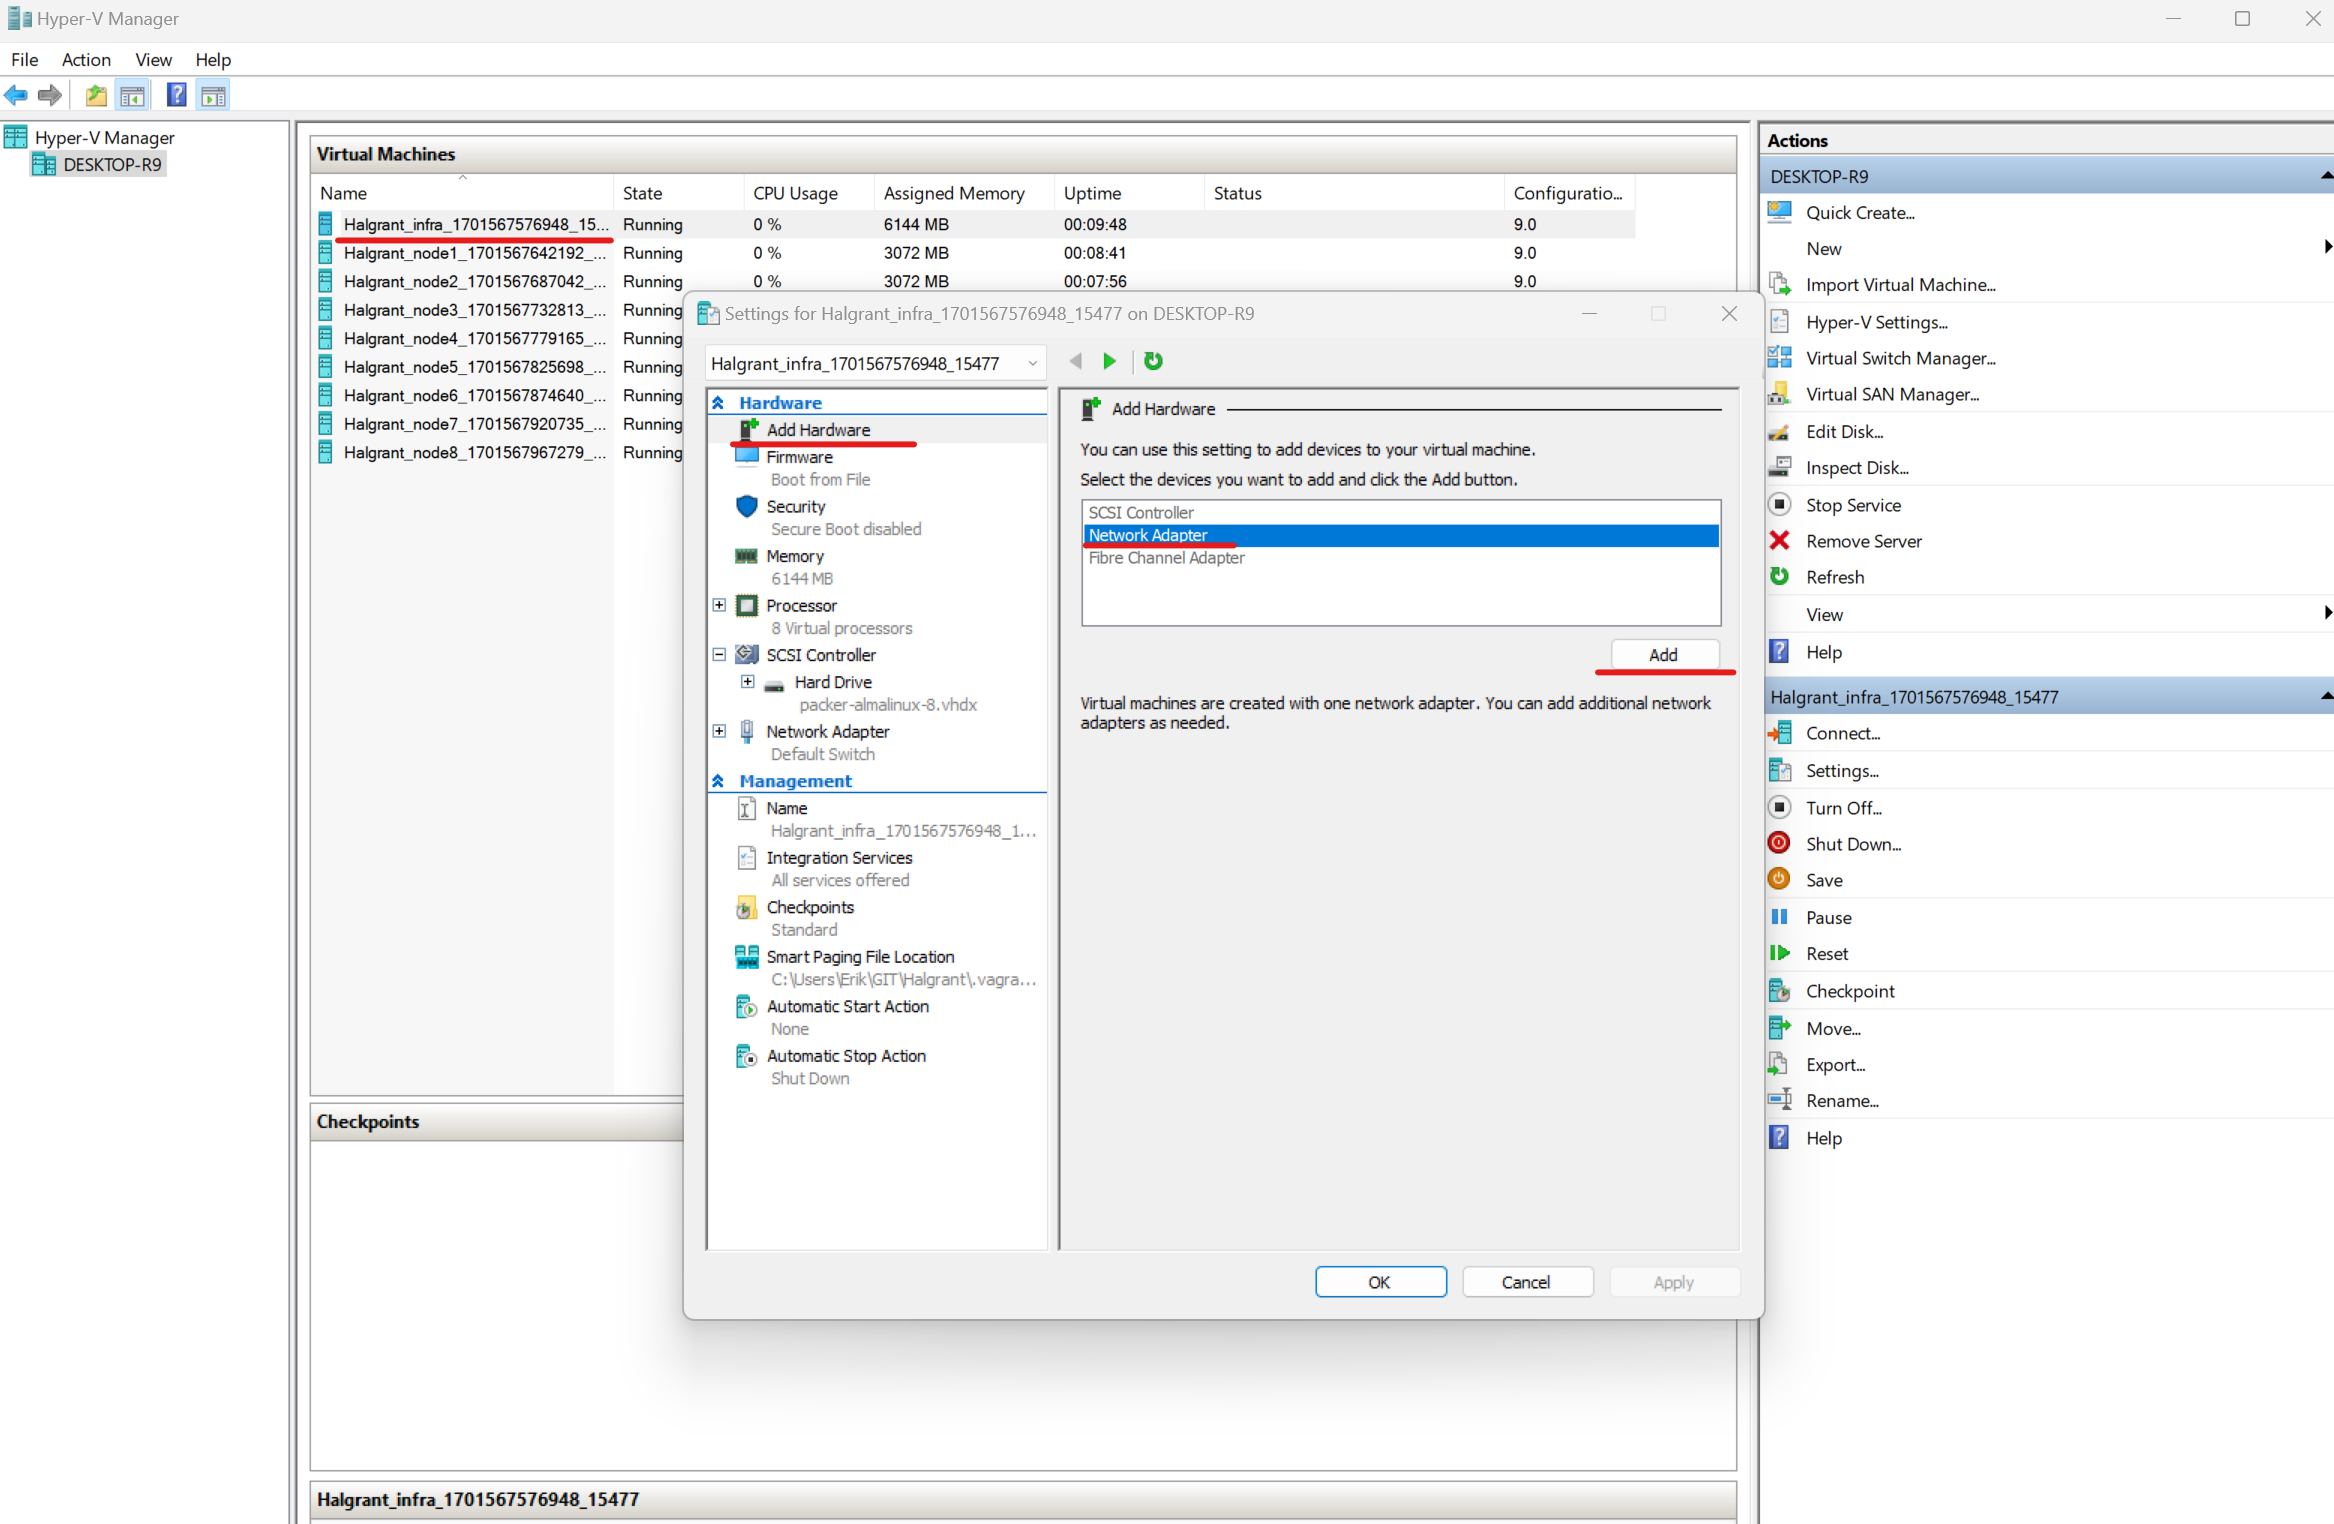 Hyper-V Manager
File Action View Help
Hyper-V Manager
DESKTOP-R9
Virtual Machines
Name State CPU Usage Assigned Memory Uptime Status Configuratio...
Halgrant_infra_1701567576948_15... Running 0 % 6144 MB 00:09:48 9.0
Halgrant_node1_1701567642192_... Running 0 % 3072 MB 00:08:41 9.0
Halgrant_node2_1701567687042_... Running 0 % 3072 MB 00:07:56 9.0
Halgrant_node3_1701567732813_... Running
Halgrant_node4_1701567779165_... Running
Halgrant_node5_1701567825698_... Running
Halgrant_node6_1701567874640_... Running
Halgrant_node7_1701567920735_... Running
Halgrant_node8_1701567967279_... Running
Settings for Halgrant_infra_1701567576948_15477 on DESKTOP-R9
Halgrant_infra_1701567576948_15477
Hardware
Add Hardware
Firmware
Boot from File
Security
Secure Boot disabled
Memory
6144 MB
Processor
8 Virtual processors
SCSI Controller
Hard Drive
packer-almalinux-8.vhdx
Network Adapter
Default Switch
Management
Name
Halgrant_infra_1701567576948_1...
Integration Services
All services offered
Checkpoints
Standard
Smart Paging File Location
C:\Users\Erik\GIT\Halgrant\.vagra...
Automatic Start Action
None
Automatic Stop Action
Shut Down
Add Hardware
You can use this setting to add devices to your virtual machine.
Select the devices you want to add and click the Add button.
SCSI Controller
Network Adapter
Fibre Channel Adapter
Add
Virtual machines are created with one network adapter. You can add additional network
adapters as needed.
OK Cancel Apply
Checkpoints
Halgrant_infra_1701567576948_15477
Actions
DESKTOP-R9
Quick Create...
New
Import Virtual Machine...
Hyper-V Settings...
Virtual Switch Manager...
Virtual SAN Manager...
Edit Disk...
Inspect Disk...
Stop Service
Remove Server
Refresh
View
Help
Halgrant_infra_1701567576948_15477
Connect...
Settings...
Turn Off...
Shut Down...
Save
Pause
Reset
Checkpoint
Move...
Export...
Rename...
Help